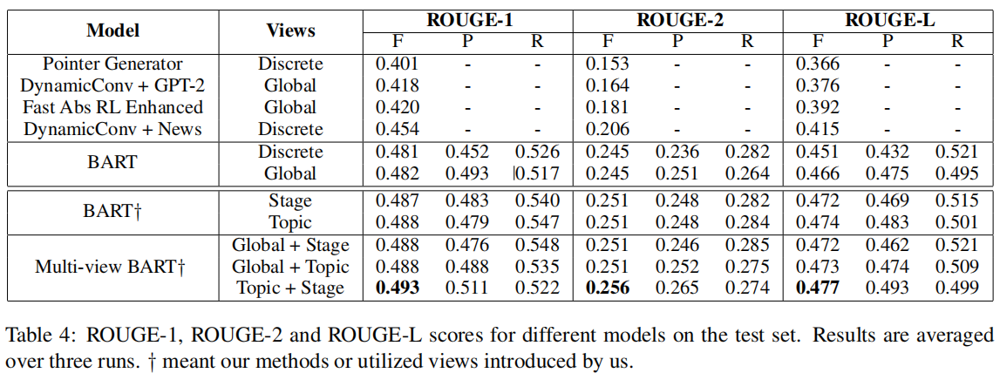 Model Views ROUGE-1 ROUGE-2 ROUGE-L
F P R F P R F P R
Pointer Generator Discrete 0.401 - - 0.153 - - 0.366 - -
DynamicConv + GPT-2 Global 0.418 - - 0.164 - - 0.376 - -
Fast Abs RL Enhanced Global 0.420 - - 0.181 - - 0.392 - -
DynamicConv + News Discrete 0.454 - - 0.206 - - 0.415 - -
BART Discrete 0.481 0.452 0.526 0.245 0.236 0.282 0.451 0.432 0.521
Global 0.482 0.493 0.517 0.245 0.251 0.264 0.466 0.475 0.495
BART† Stage 0.487 0.483 0.540 0.251 0.248 0.282 0.472 0.469 0.515
Topic 0.488 0.479 0.547 0.251 0.248 0.284 0.474 0.483 0.501
Global + Stage 0.488 0.476 0.548 0.251 0.246 0.285 0.472 0.462 0.521
Multi-view BART† Global + Topic 0.488 0.488 0.535 0.251 0.252 0.275 0.473 0.474 0.509
Topic + Stage 0.493 0.511 0.522 0.256 0.265 0.274 0.477 0.493 0.499
Table 4: ROUGE-1, ROUGE-2 and ROUGE-L scores for different models on the test set. Results are averaged
over three runs. † meant our methods or utilized views introduced by us.